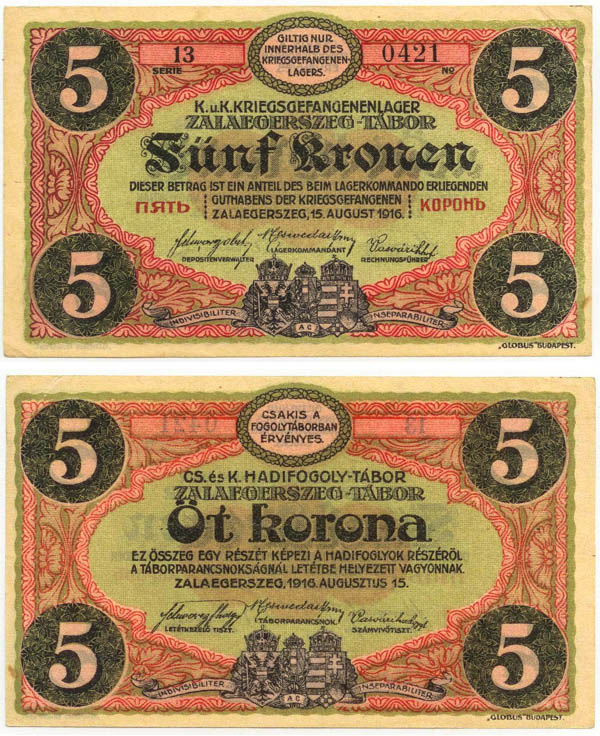 5
5
13
SERIE
GILTIG NUR
INNERHALB DES
KRIEGSGEFANGENEN-
LAGERS.
0421
No
K.u.K. KRIEGSGEFANGENENLAGER
ZALAEGERSZEG-TÁBOR
Fünf Kronen
DIESER BETRAG IST EIN ANTEIL DES BEIM LAGERKOMMANDO ERLIEGENDEN
GUTHABENS DER KRIEGSGEFANGENEN
ПЯТЬ
КОРОНЬ
ZALAEGERSZEG, 15. AUGUST 1916.
DEPOSITENVERWALTER
LAGERKOMMANDANT
RECHNUNGSFÜHRER
5
5
INDIVISIBILITER
AC
INSEPARABILITER
„GLOBUS" BUDAPEST.
5
5
CSAKIS A
FOGOLYTÁBORBAN
ÉRVÉNYES.
CS. és K. HADIFOGOLY-TÁBOR
ZALAEGERSZEG-TÁBOR
Öt korona
EZ ÖSSZEG EGY RÉSZÉT KÉPEZI A HADIFOGLYOK RÉSZÉRŐL
A TÁBORPARANCSNOKSÁGNÁL LETÉTBE HELYEZETT VAGYONNAK.
ZALAEGERSZEG, 1916. AUGUSZTUS 15.
LETÉTKEZELŐ TISZT.
TÁBORPARANCSNOK.
SZÁMVIVŐTISZT.
5
5
INDIVISIBILITER
AC
INSEPARABILITER
„GLOBUS" BUDAPEST.